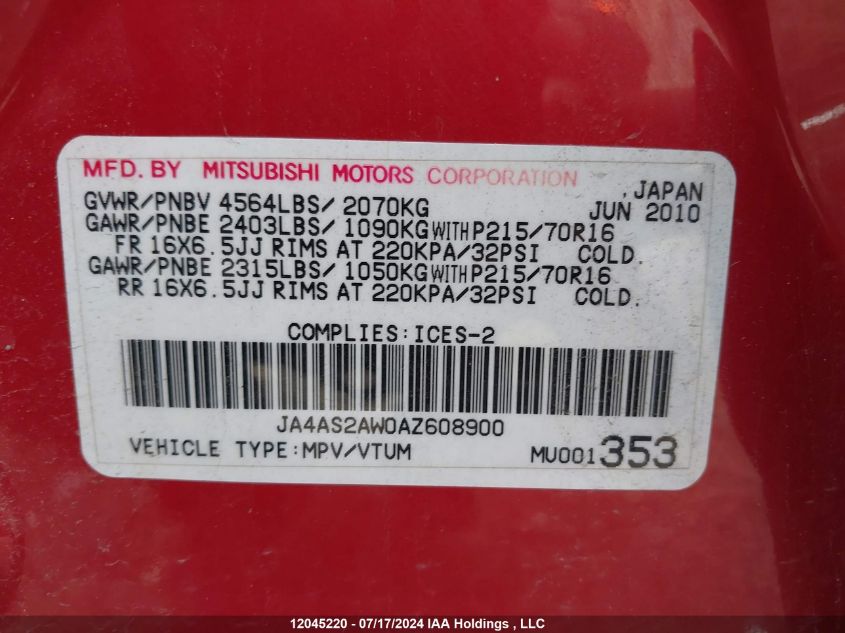 MFD. BY MITSUBISHI MOTORS CORPORATION
, JAPAN
GVWR/PNBV 4564LBS/ 2070KG JUN 2010
GAWR/PNBE 2403LBS/ 1090KG WITH P215/70R16
FR 16X6.5JJ RIMS AT 220KPA/32PSI COLD.
GAWR/PNBE 2315LBS/ 1050KG WITH P215/70R16
RR 16X6.5JJ RIMS AT 220KPA/32PSI COLD.
COMPLIES:ICES-2
JA4AS2AW0AZ608900
VEHICLE TYPE:MPV/VTUM MU001353
12045220 - 07/17/2024 IAA Holdings , LLC